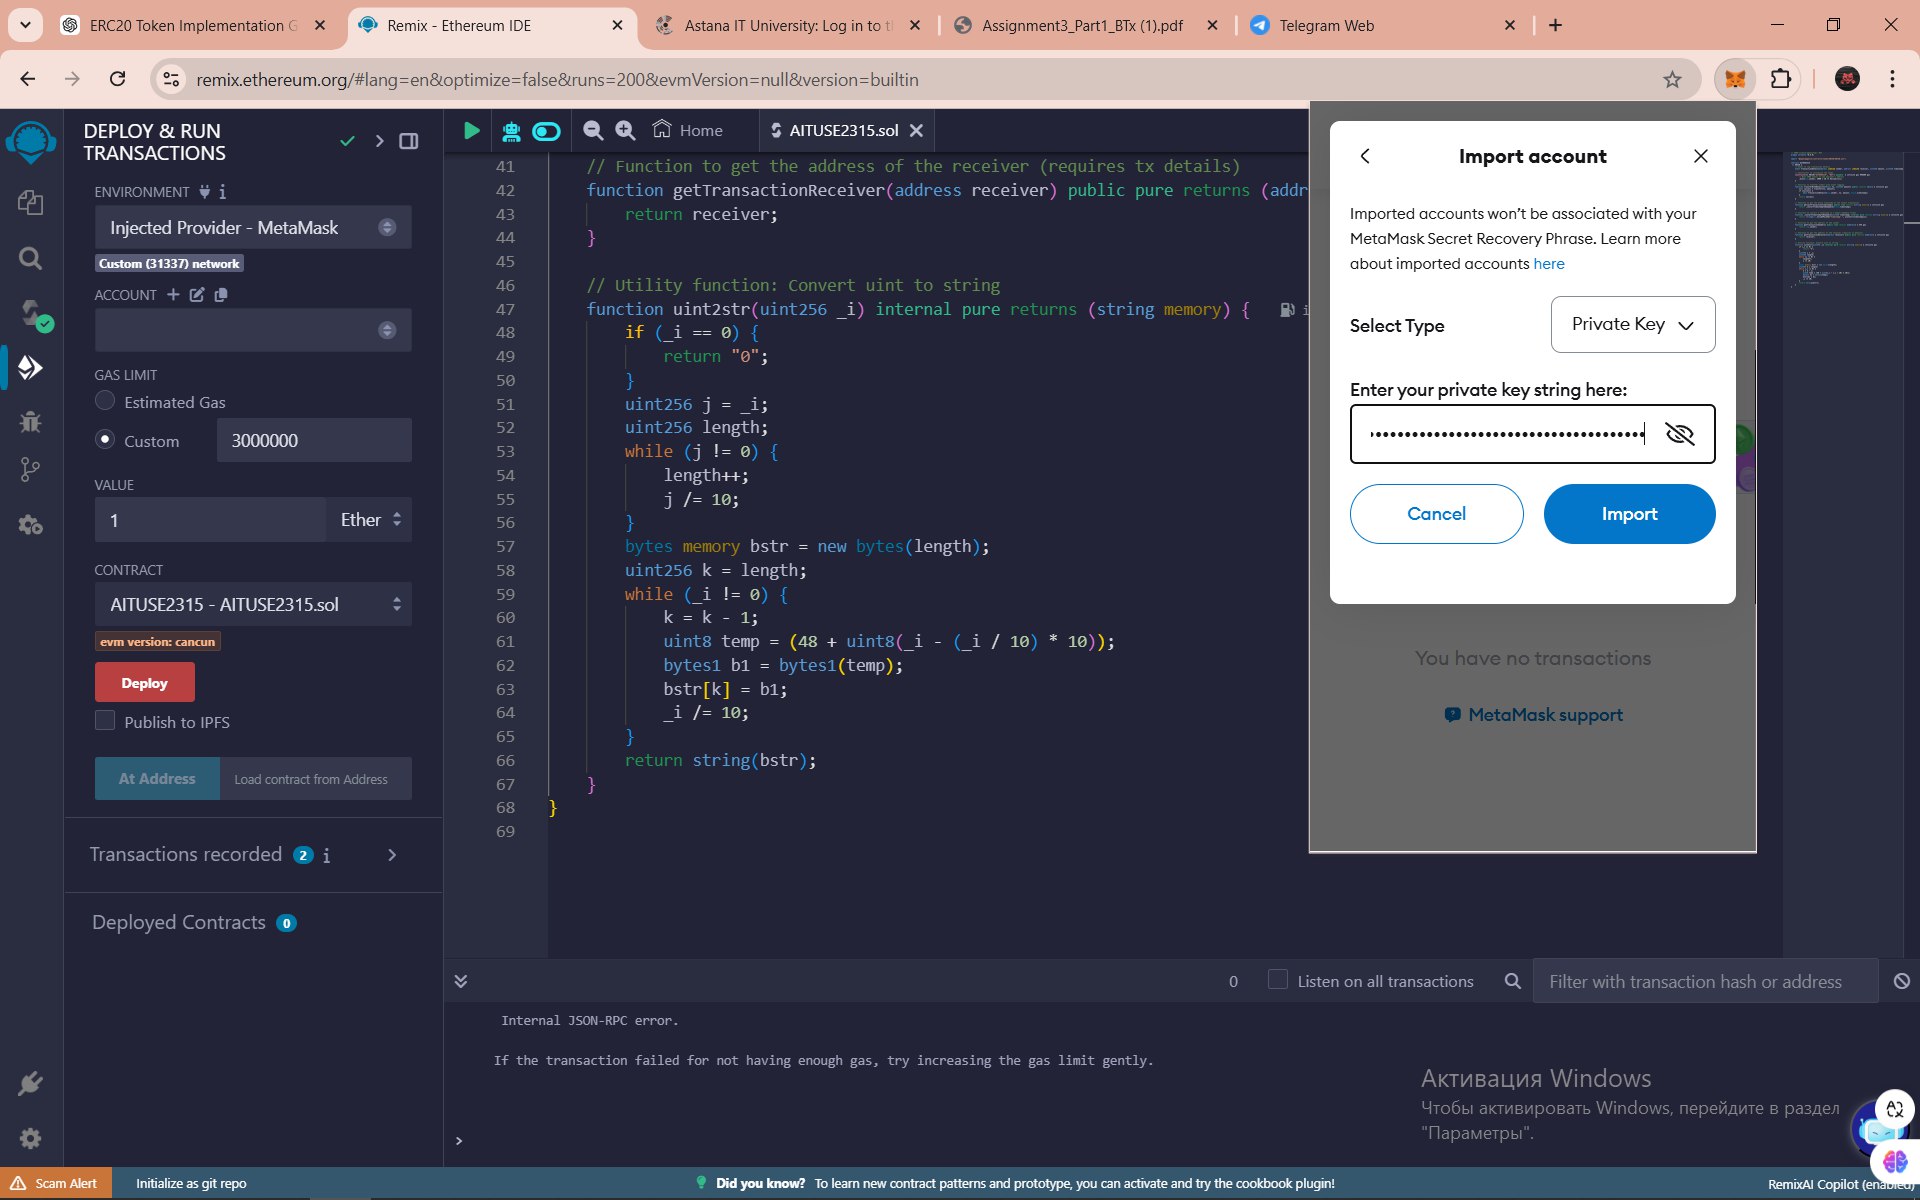 ERC20 Token Implementation G
Remix - Ethereum IDE
Astana IT University: Log in to t
Assignment3_Part1_BTx (1).pdf
Telegram Web
remix.ethereum.org/#lang=en&optimize=false&runs=200&evmVersion=null&version=builtin
DEPLOY & RUN
TRANSACTIONS
ENVIRONMENT
Injected Provider - MetaMask
Custom (31337) network
ACCOUNT
GAS LIMIT
Estimated Gas
Custom
3000000
VALUE
1
Ether
CONTRACT
AITUSE2315 - AITUSE2315.sol
evm version: cancun
Deploy
Publish to IPFS
At Address
Load contract from Address
Transactions recorded 2
Deployed Contracts 0
Home
AITUSE2315.sol
41 // Function to get the address of the receiver (requires tx details)
42 function getTransactionReceiver(address receiver) public pure returns (addr
43 return receiver;
44 }
45
46 // Utility function: Convert uint to string
47 function uint2str(uint256 _i) internal pure returns (string memory) { i
48 if (_i == 0) {
49 return "0";
50 }
51 uint256 j = _i;
52 uint256 length;
53 while (j != 0) {
54 length++;
55 j /= 10;
56 }
57 bytes memory bstr = new bytes(length);
58 uint256 k = length;
59 while (_i != 0) {
60 k = k - 1;
61 uint8 temp = (48 + uint8(_i - (_i / 10) * 10));
62 bytes1 b1 = bytes1(temp);
63 bstr[k] = b1;
64 _i /= 10;
65 }
66 return string(bstr);
67 }
68 }
69
Import account
Imported accounts won't be associated with your
MetaMask Secret Recovery Phrase. Learn more
about imported accounts here
Select Type
Private Key
Enter your private key string here:
Cancel
Import
You have no transactions
MetaMask support
0
Listen on all transactions
Filter with transaction hash or address
Internal JSON-RPC error.
If the transaction failed for not having enough gas, try increasing the gas limit gently.
>
Активация Windows
Чтобы активировать Windows, перейдите в раздел
"Параметры".
Scam Alert
Initialize as git repo
Did you know? To learn new contract patterns and prototype, you can activate and try the cookbook plugin!
RemixAI Copilot (enabled)